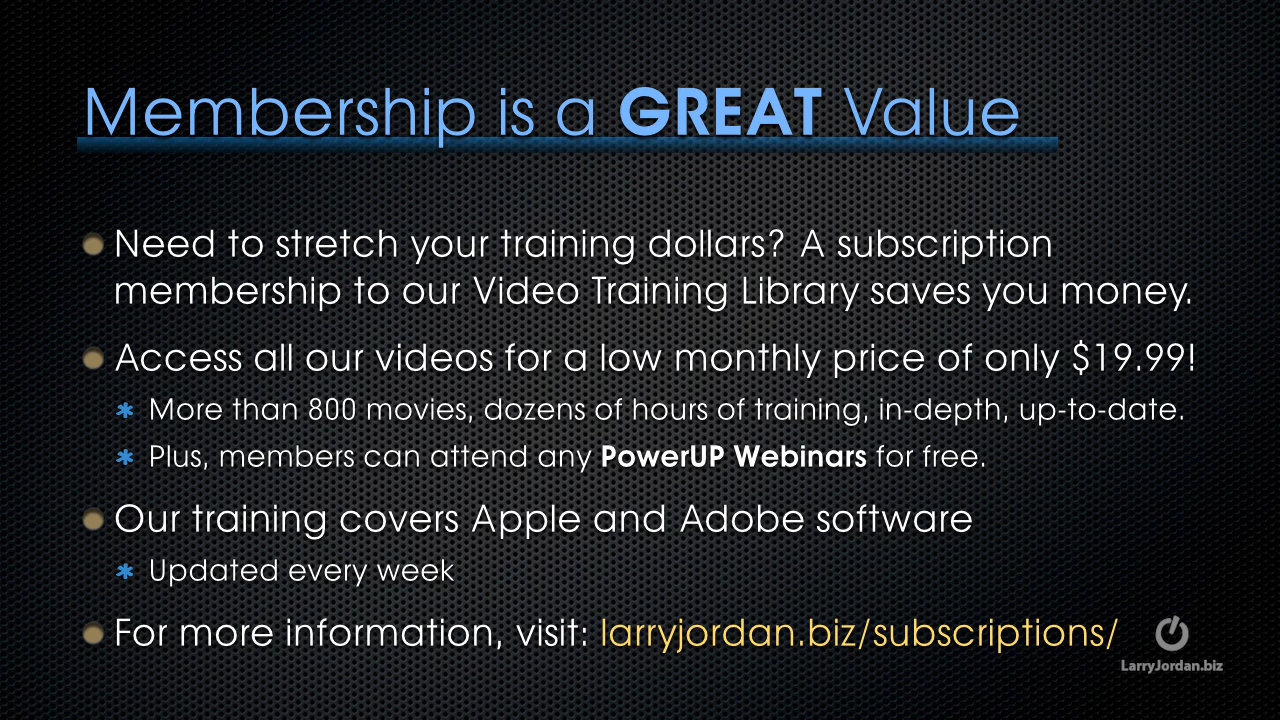 Membership is a GREAT Value
Need to stretch your training dollars? A subscription
membership to our Video Training Library saves you money.
Access all our videos for a low monthly price of only $19.99!
More than 800 movies, dozens of hours of training, in-depth, up-to-date.
Plus, members can attend any PowerUP Webinars for free.
Our training covers Apple and Adobe software
Updated every week
For more information, visit: larryjordan.biz/subscriptions/
LarryJordan.biz